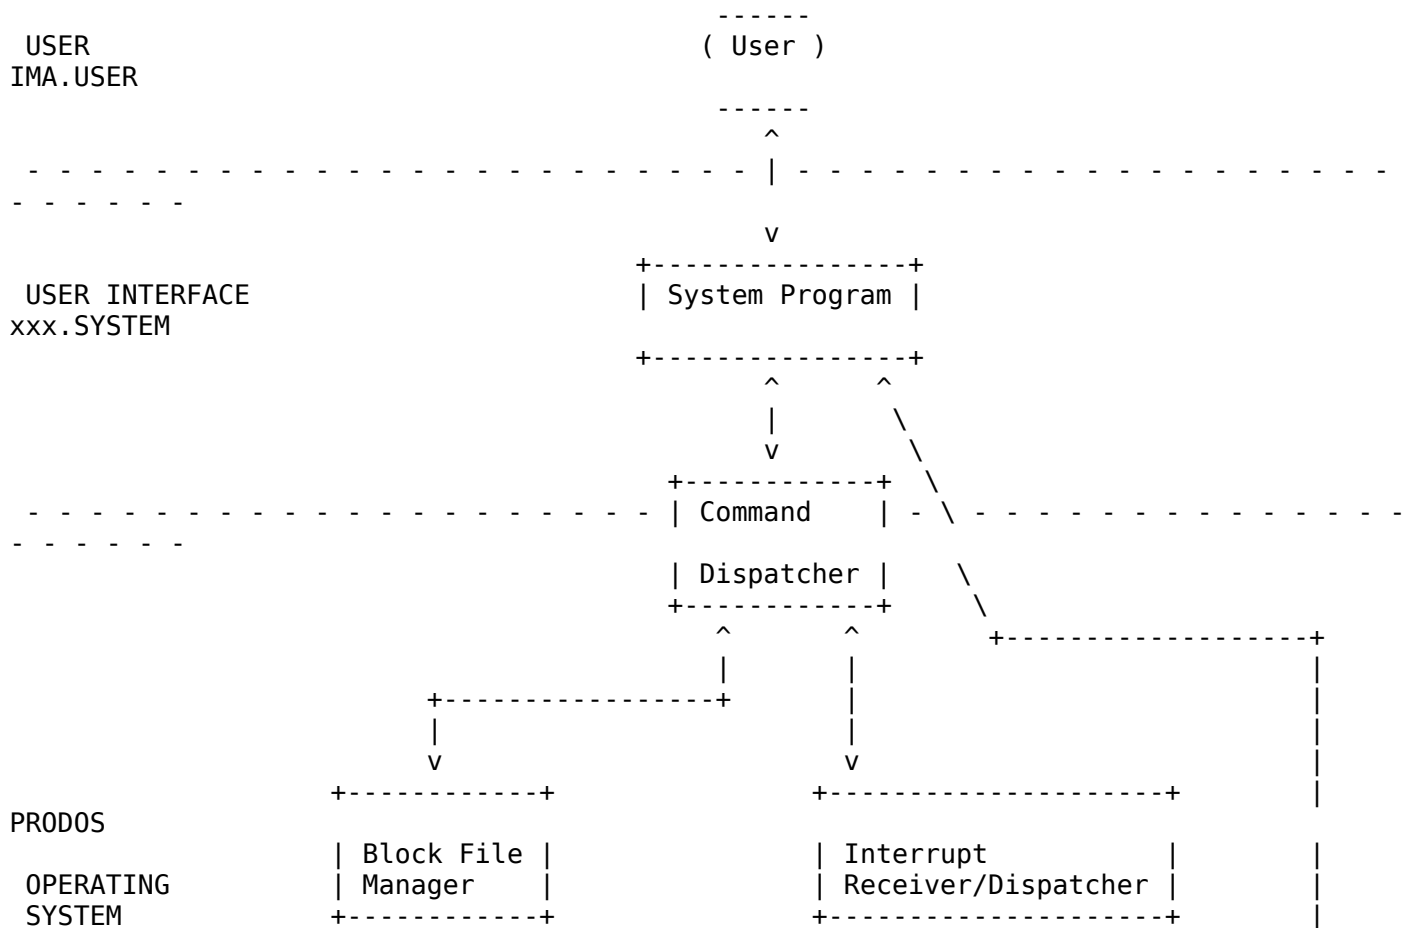 ------
USER ( User )
IMA.USER
------
^
- - - - - - - - - - - - - - - - - - - - - - - | - - - - - - - - - - - - - - - - - - -
- - - - - -
v
+----------------+
USER INTERFACE | System Program |
xxx.SYSTEM
+----------------+
^ ^
| \
v \
+------------+ \
- - - - - - - - - - - - - - - - - - - - | Command | - \ - - - - - - - - - - - - - -
- - - - - -
| Dispatcher | \
+------------+ \
^ ^ +-------------------+
| | |
+-----------------+ | |
| | |
v v |
+------------+ +---------------------+ |
PRODOS
| Block File | | Interrupt | |
OPERATING | Manager | | Receiver/Dispatcher | |
SYSTEM +------------+ +---------------------+ |